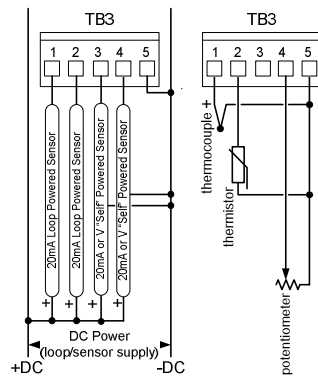 TB3
1 2 3 4 5
20mA Loop Powered Sensor
20mA Loop Powered Sensor
20mA or V "Self" Powered Sensor
20mA or V "Self" Powered Sensor
+ + + +
DC Power
(loop/sensor supply)
+DC
-DC
TB3
1 2 3 4 5
thermocouple +
thermistor
potentiometer